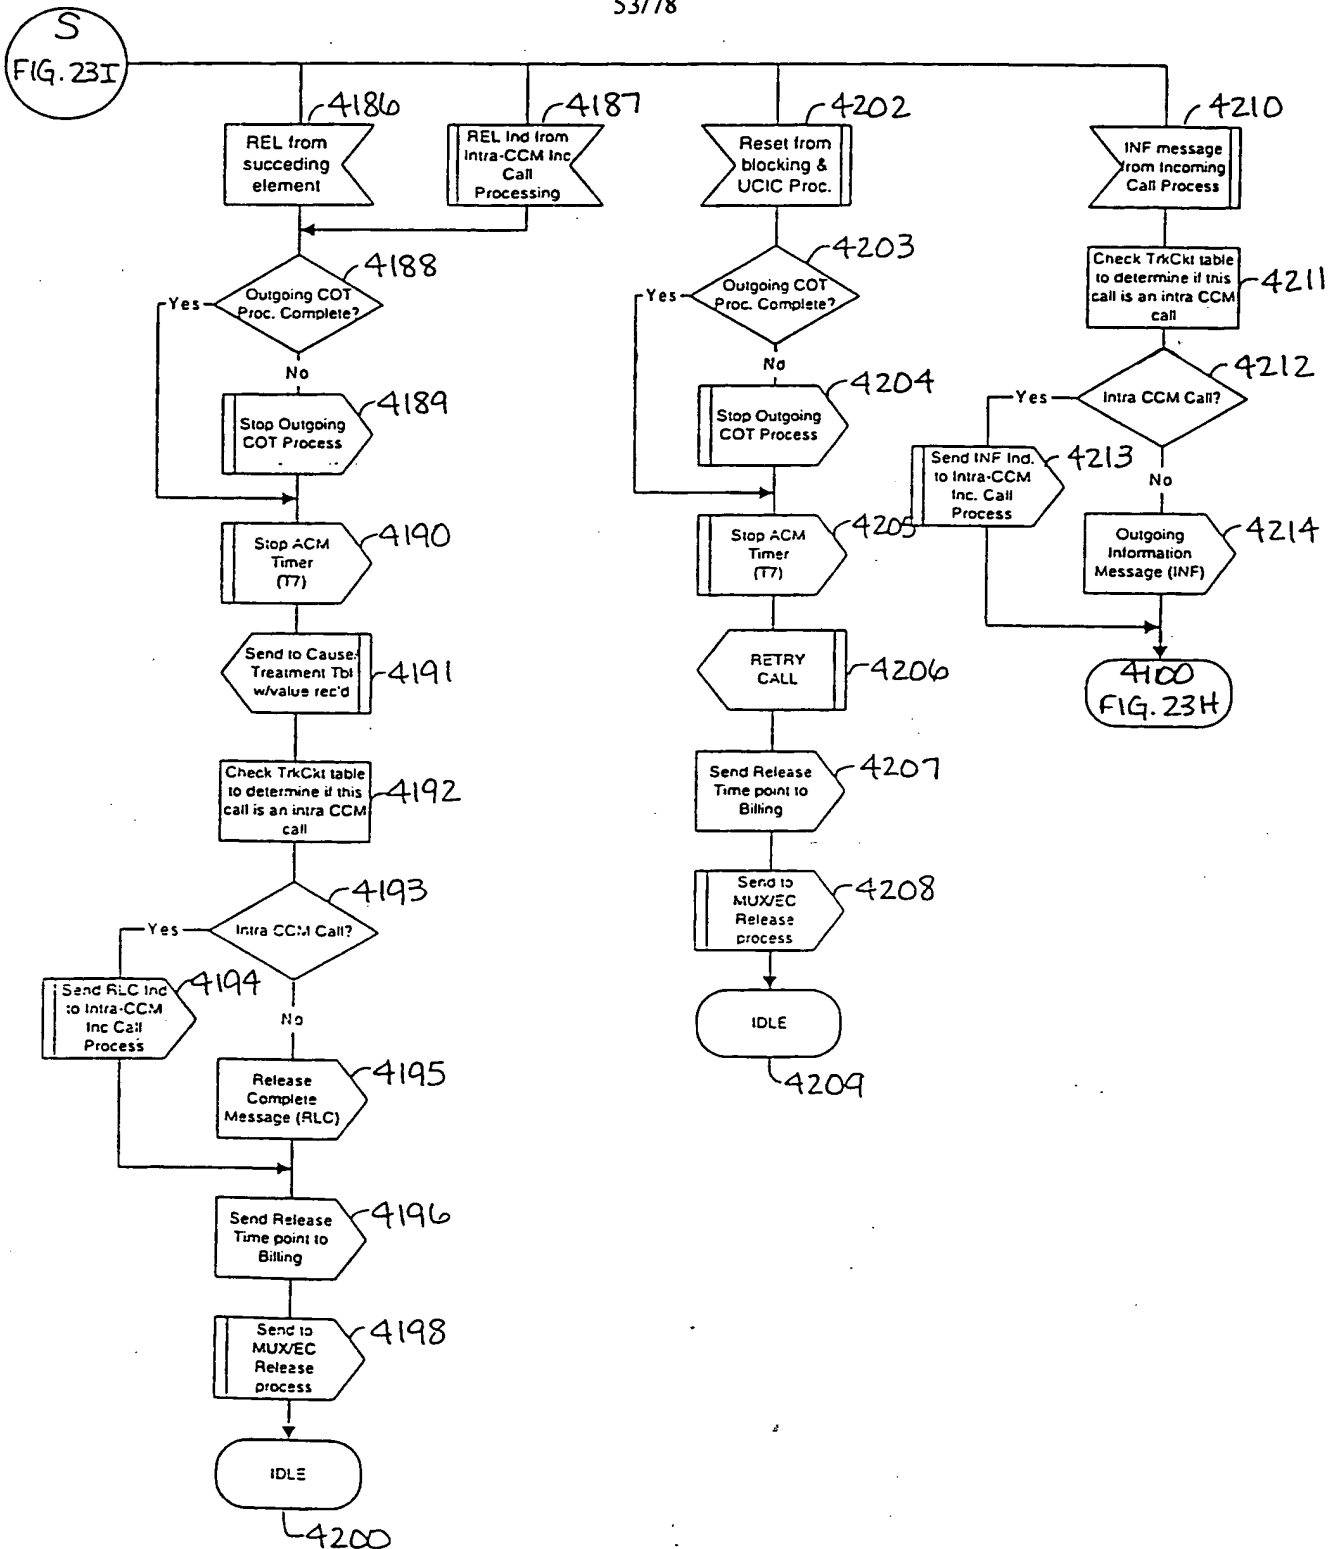 53/78
S
FIG. 23I
4186
REL from
succeding
element
4187
REL Ind from
Intra-CCM Inc
Call
Processing
4188
Outgoing COT
Proc. Complete?
Yes
No
4189
Stop Outgoing
COT Process
4190
Stop ACM
Timer
(T7)
4191
Send to Cause
Treatment Tbl
w/value rec'd
4192
Check TrkCkt table
to determine if this
call is an intra CCM
call
4193
Intra CCM Call?
Yes
No
4194
Send RLC Ind
to Intra-CCM
Inc Call
Process
4195
Release
Complete
Message (RLC)
4196
Send Release
Time point to
Billing
4198
Send to
MUX/EC
Release
process
IDLE
4200
4202
Reset from
blocking &
UCIC Proc.
4203
Outgoing COT
Proc. Complete?
Yes
No
4204
Stop Outgoing
COT Process
4205
Stop ACM
Timer
(T7)
4206
RETRY
CALL
4207
Send Release
Time point to
Billing
4208
Send to
MUX/EC
Release
process
IDLE
4209
4210
INF message
from Incoming
Call Process
4211
Check TrkCkt table
to determine if this
call is an intra CCM
call
4212
Intra CCM Call?
Yes
No
4213
Send INF Ind.
to Intra-CCM
Inc. Call
Process
4214
Outgoing
Information
Message (INF)
4100
FIG. 23H